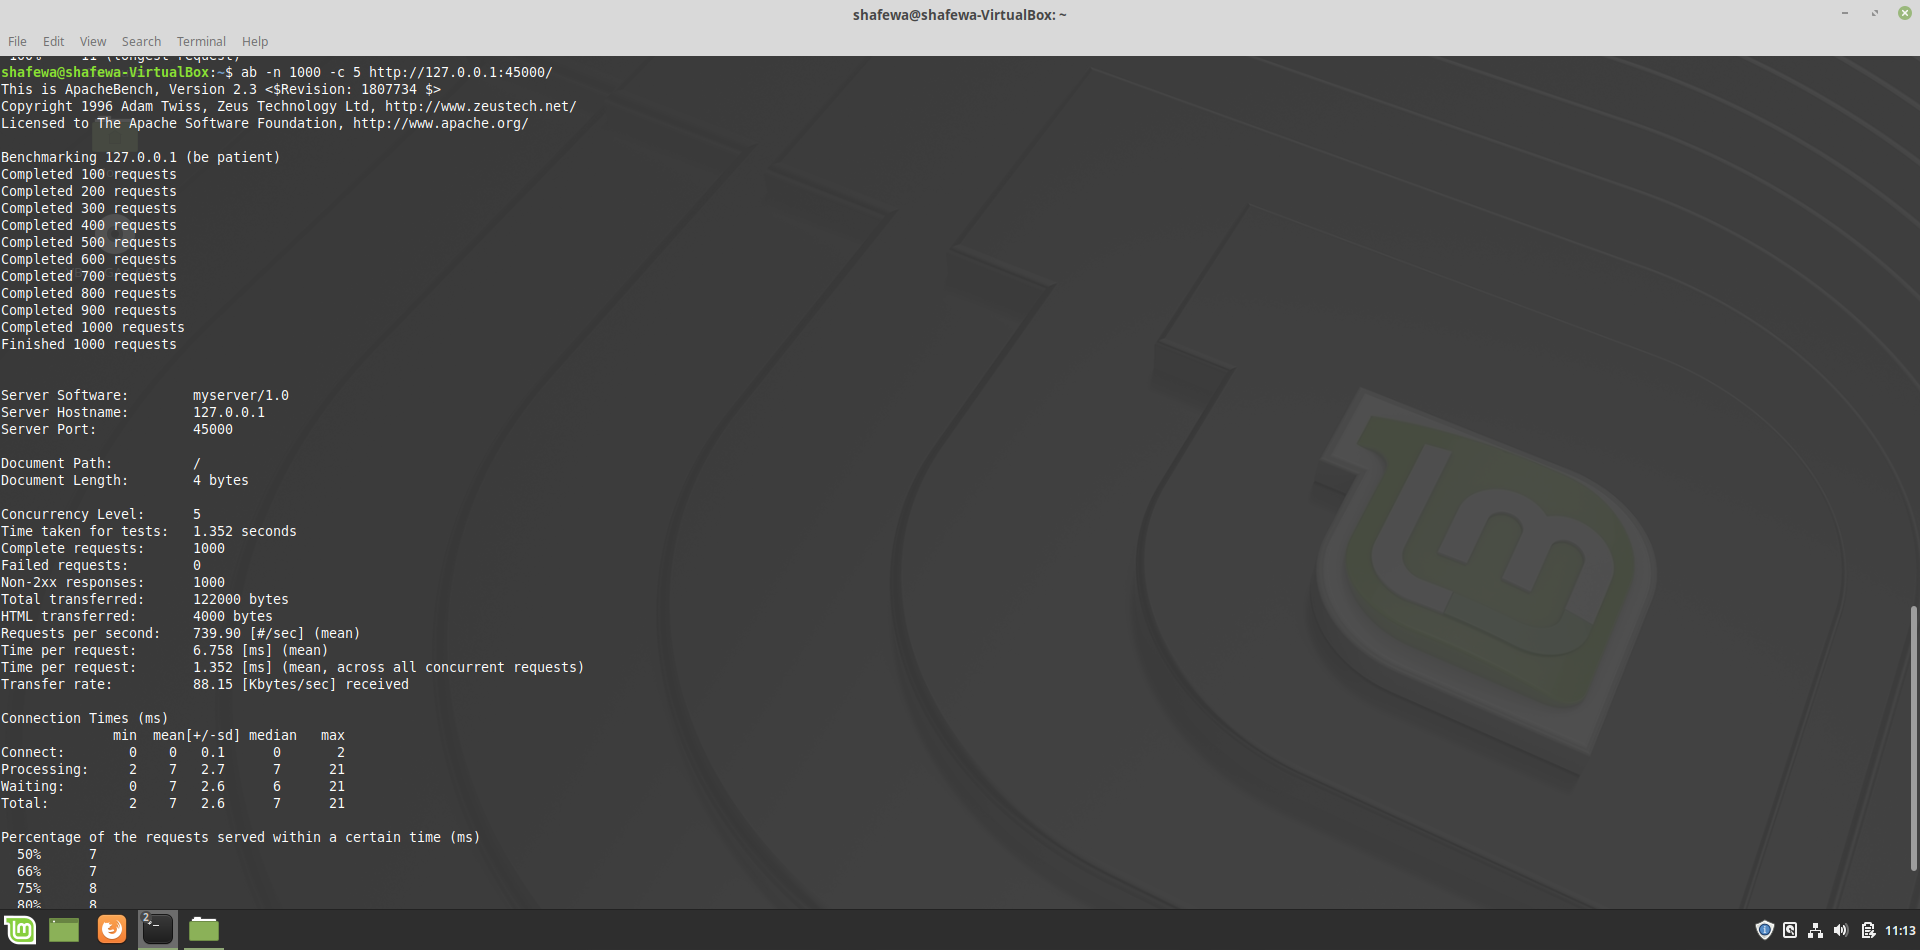 shafewa@shafewa-VirtualBox: ~
File Edit View Search Terminal Help
100% 11 (longest request)
shafewa@shafewa-VirtualBox:~$ ab -n 1000 -c 5 http://127.0.0.1:45000/
This is ApacheBench, Version 2.3 <$Revision: 1807734 $>
Copyright 1996 Adam Twiss, Zeus Technology Ltd, http://www.zeustech.net/
Licensed to The Apache Software Foundation, http://www.apache.org/

Benchmarking 127.0.0.1 (be patient)
Completed 100 requests
Completed 200 requests
Completed 300 requests
Completed 400 requests
Completed 500 requests
Completed 600 requests
Completed 700 requests
Completed 800 requests
Completed 900 requests
Completed 1000 requests
Finished 1000 requests

Server Software: myserver/1.0
Server Hostname: 127.0.0.1
Server Port: 45000

Document Path: /
Document Length: 4 bytes

Concurrency Level: 5
Time taken for tests: 1.352 seconds
Complete requests: 1000
Failed requests: 0
Non-2xx responses: 1000
Total transferred: 122000 bytes
HTML transferred: 4000 bytes
Requests per second: 739.90 [#/sec] (mean)
Time per request: 6.758 [ms] (mean)
Time per request: 1.352 [ms] (mean, across all concurrent requests)
Transfer rate: 88.15 [Kbytes/sec] received

Connection Times (ms)
min mean[+/-sd] median max
Connect: 0 0 0.1 0 2
Processing: 2 7 2.7 7 21
Waiting: 0 7 2.6 6 21
Total: 2 7 2.6 7 21

Percentage of the requests served within a certain time (ms)
50% 7
66% 7
75% 8
80% 8
2
11:13